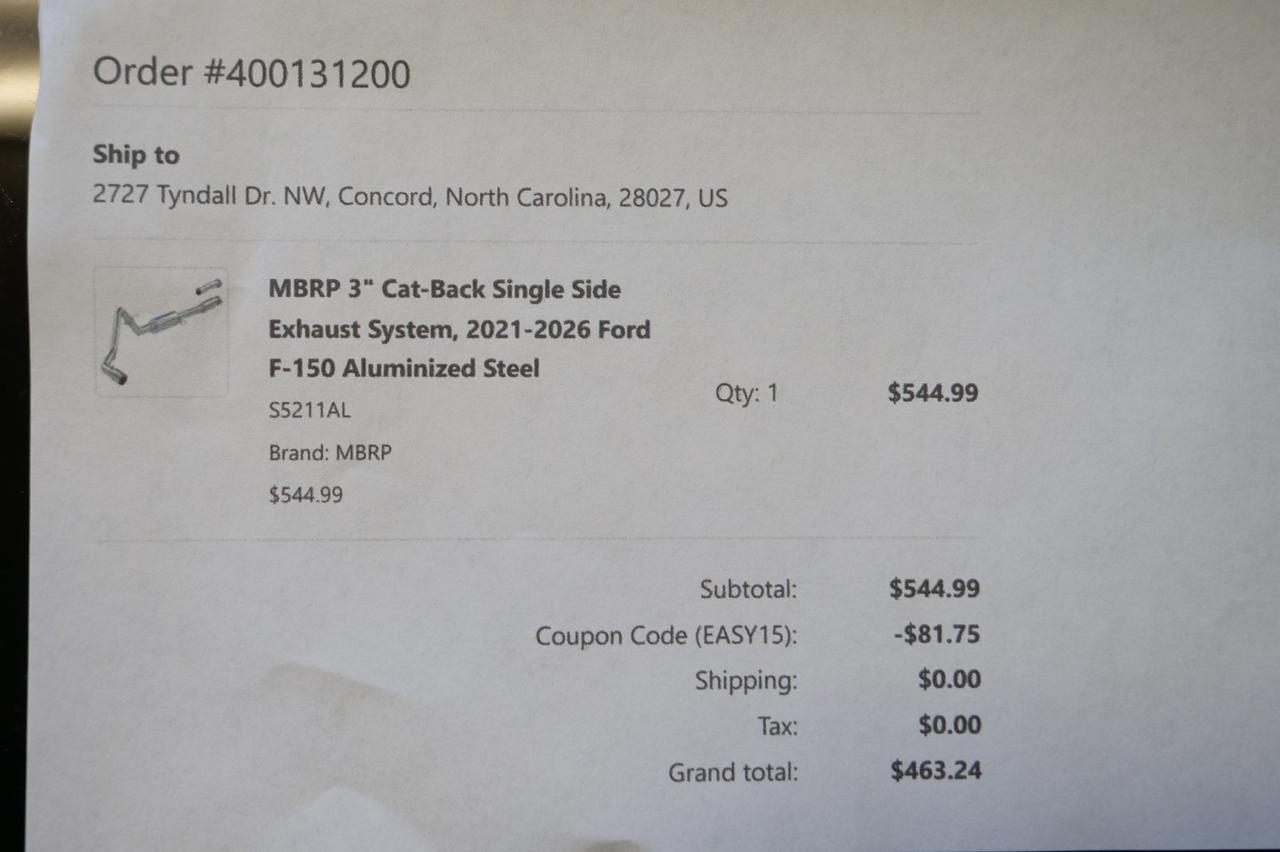 Order #400131200
Ship to
2727 Tyndall Dr. NW, Concord, North Carolina, 28027, US
MBRP 3" Cat-Back Single Side
Exhaust System, 2021-2026 Ford
F-150 Aluminized Steel
Qty: 1 $544.99
S5211AL
Brand: MBRP
$544.99
Subtotal: $544.99
Coupon Code (EASY15): -$81.75
Shipping: $0.00
Tax: $0.00
Grand total: $463.24